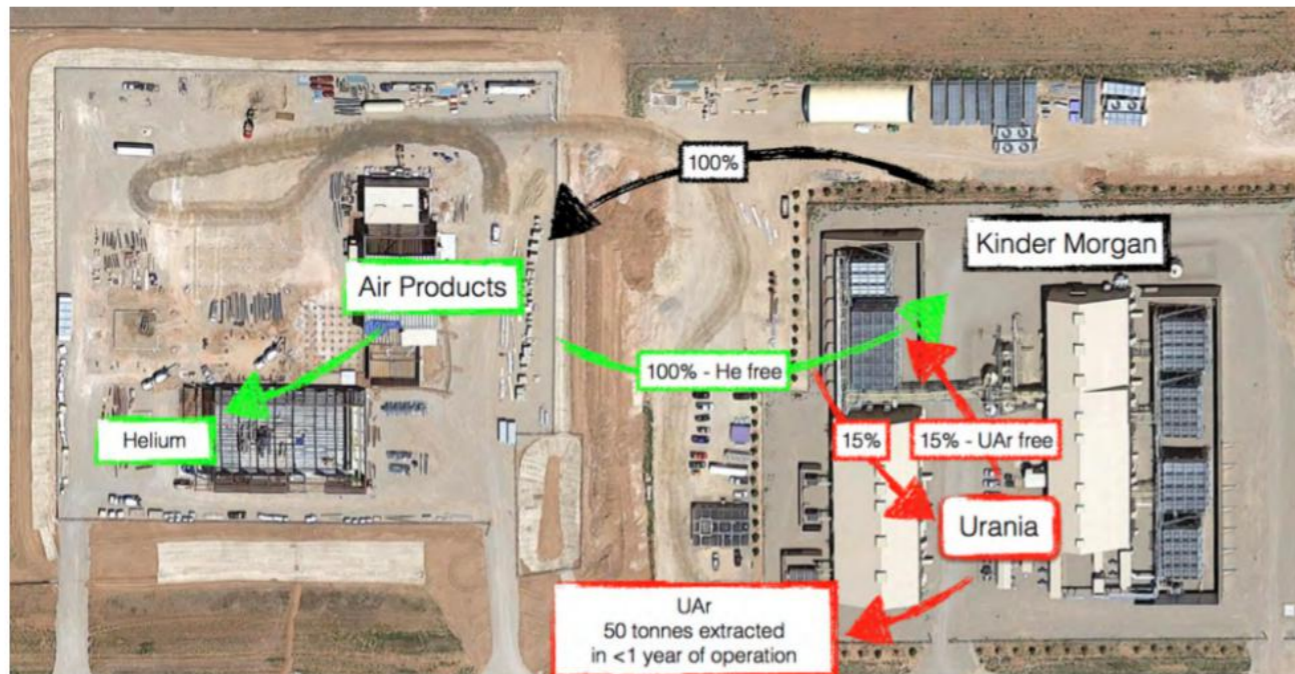 100%
Kinder Morgan
Air Products
100% - He free
Helium
15%
15% - UAr free
Urania
UAr
50 tonnes extracted
in <1 year of operation